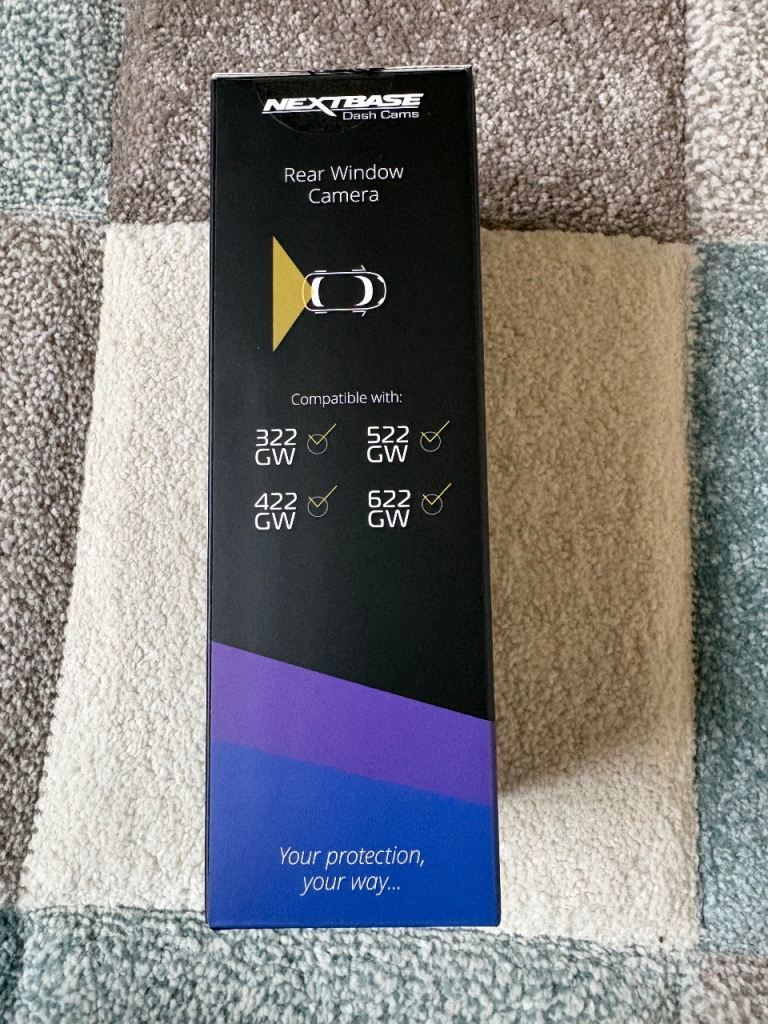 NEXTBASE
Dash Cams
Rear Window
Camera
Compatible with:
322
GW
522
GW
422
GW
622
GW
Your protection,
your way...